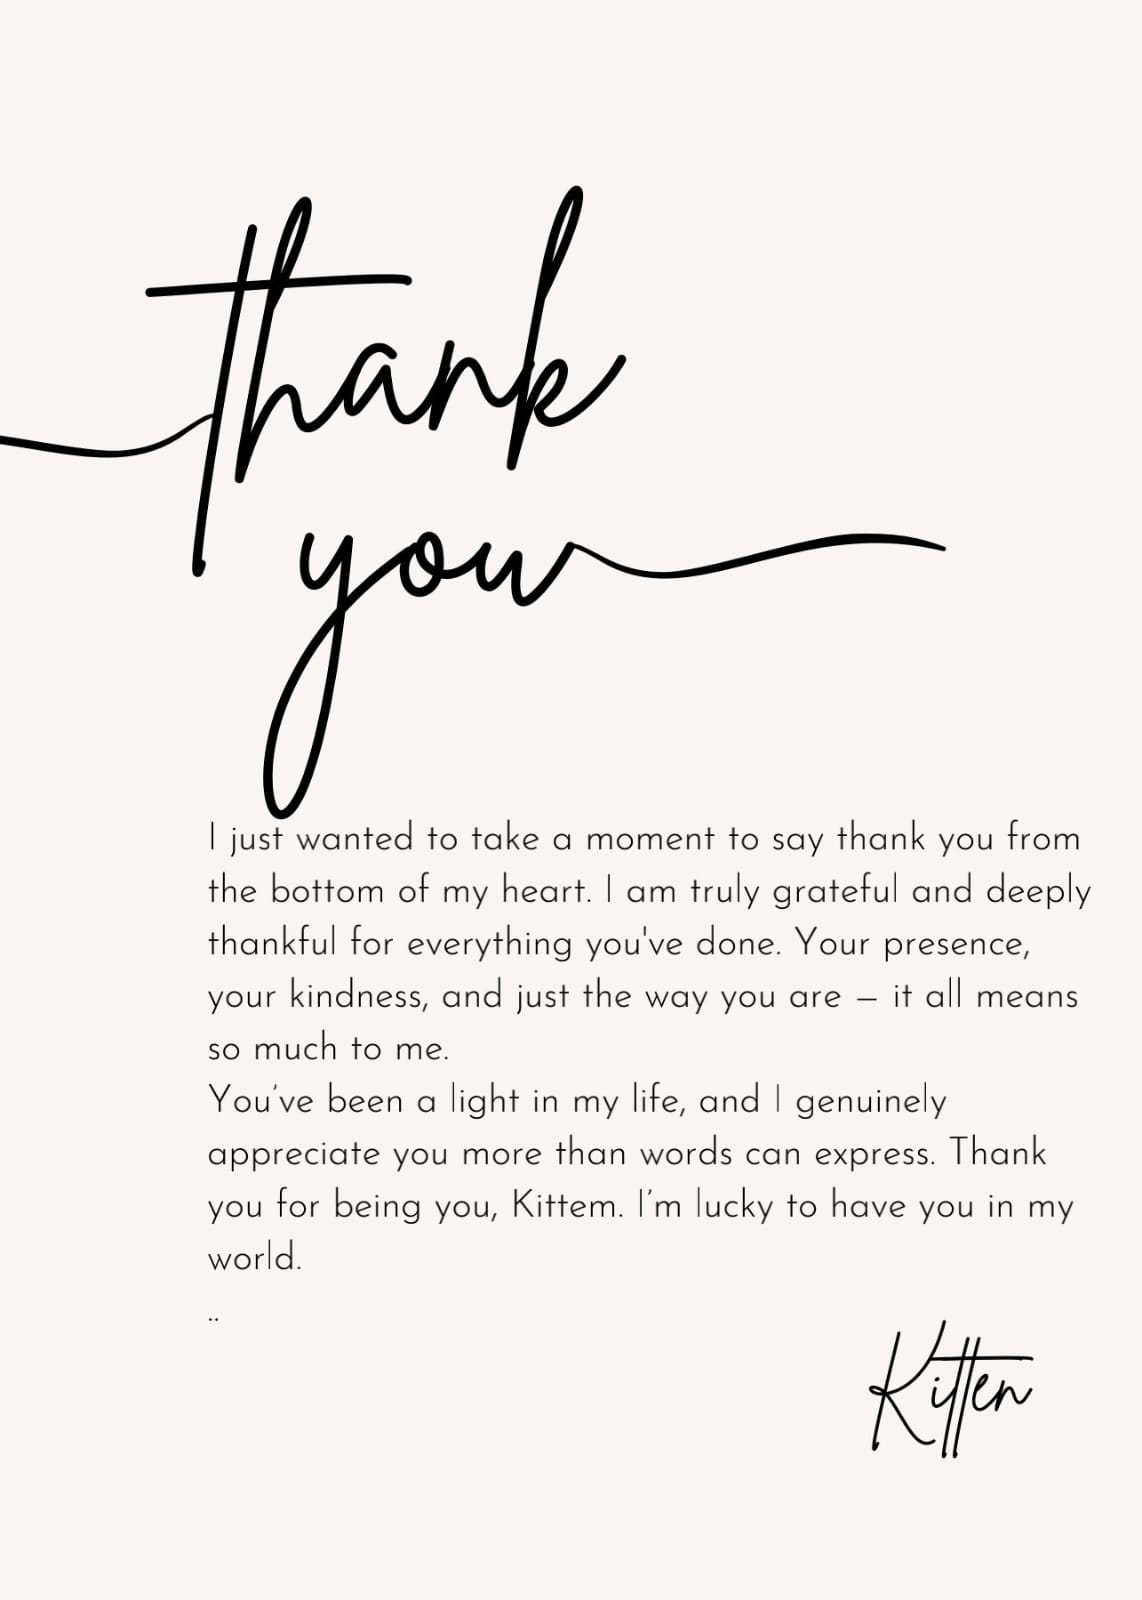 thank
you
I just wanted to take a moment to say thank you from
the bottom of my heart. I am truly grateful and deeply
thankful for everything you've done. Your presence,
your kindness, and just the way you are – it all means
so much to me.
You’ve been a light in my life, and I genuinely
appreciate you more than words can express. Thank
you for being you, Kittem. I’m lucky to have you in my
world.
..
Kitten